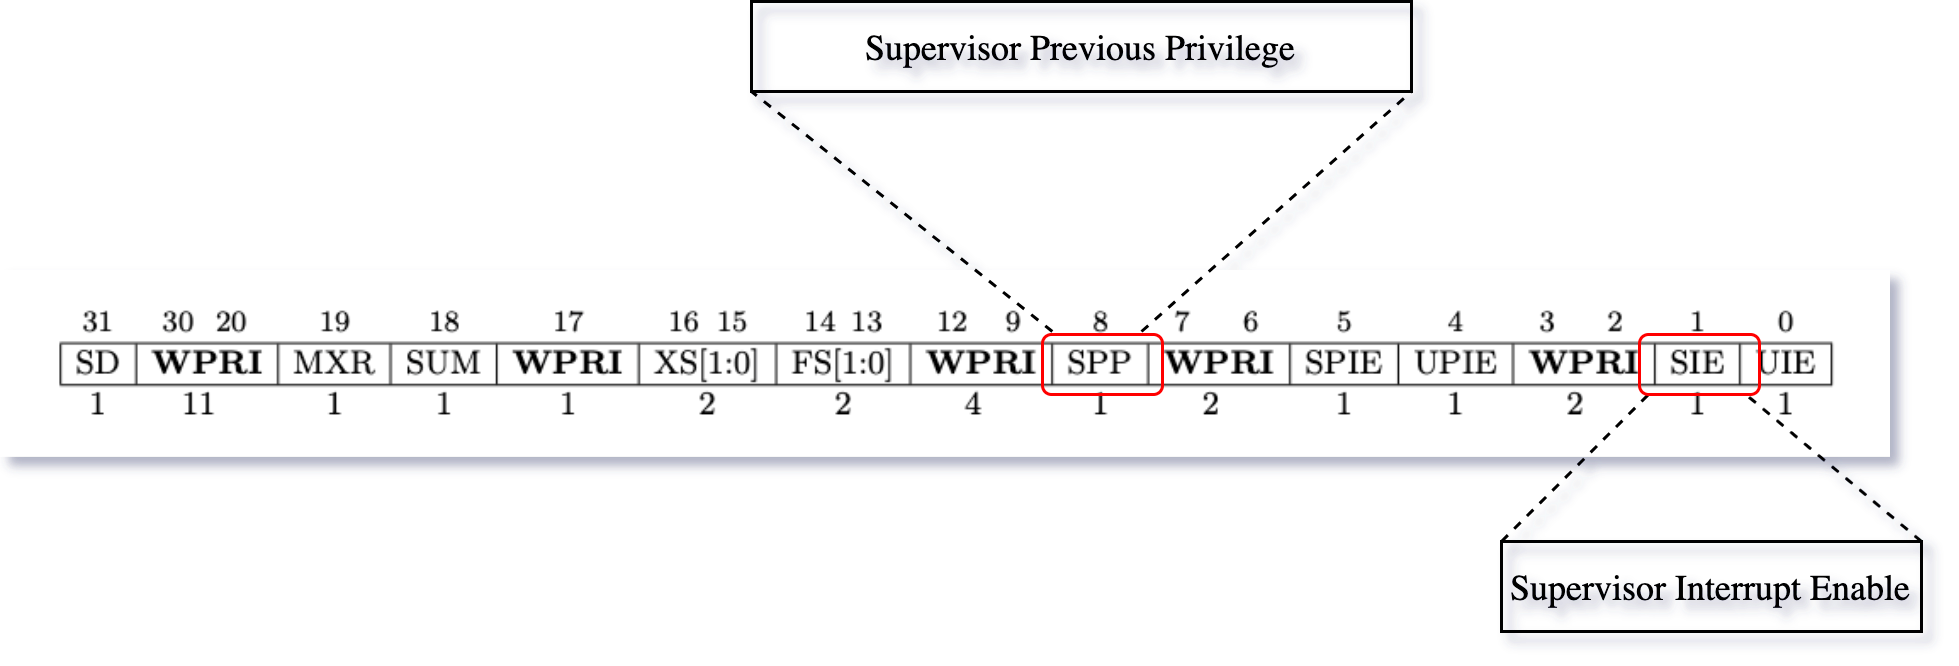 Supervisor Previous Privilege
31 30 20 19 18 17 16 15 14 13 12 9 8 7 6 5 4 3 2 1 0
SD WPRI MXR SUM WPRI XS[1:0] FS[1:0] WPRI SPP WPRI SPIE UPIE WPRI SIE UIE
1 11 1 1 1 2 2 4 1 2 1 1 2 1 1
Supervisor Interrupt Enable